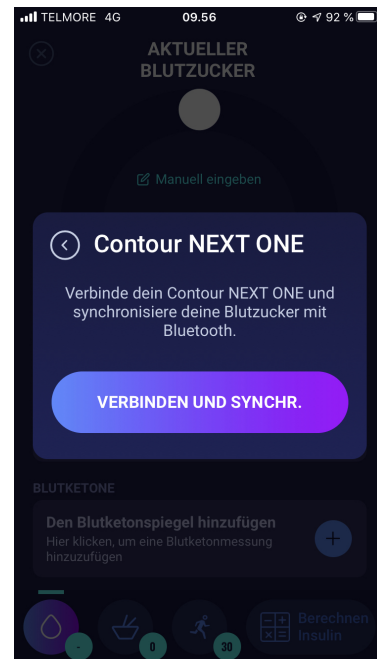 TELMORE 4G 09.56 92 %
AKTUELLER
BLUTZUCKER
Manuell eingeben
Contour NEXT ONE
Verbinde dein Contour NEXT ONE und
synchronisiere deine Blutzucker mit
Bluetooth.
VERBINDEN UND SYNCHR.
BLUTKETONE
Den Blutketonspiegel hinzufügen
Hier klicken, um eine Blutketonmessung
hinzuzufügen
Berechnen
Insulin
- 0 30